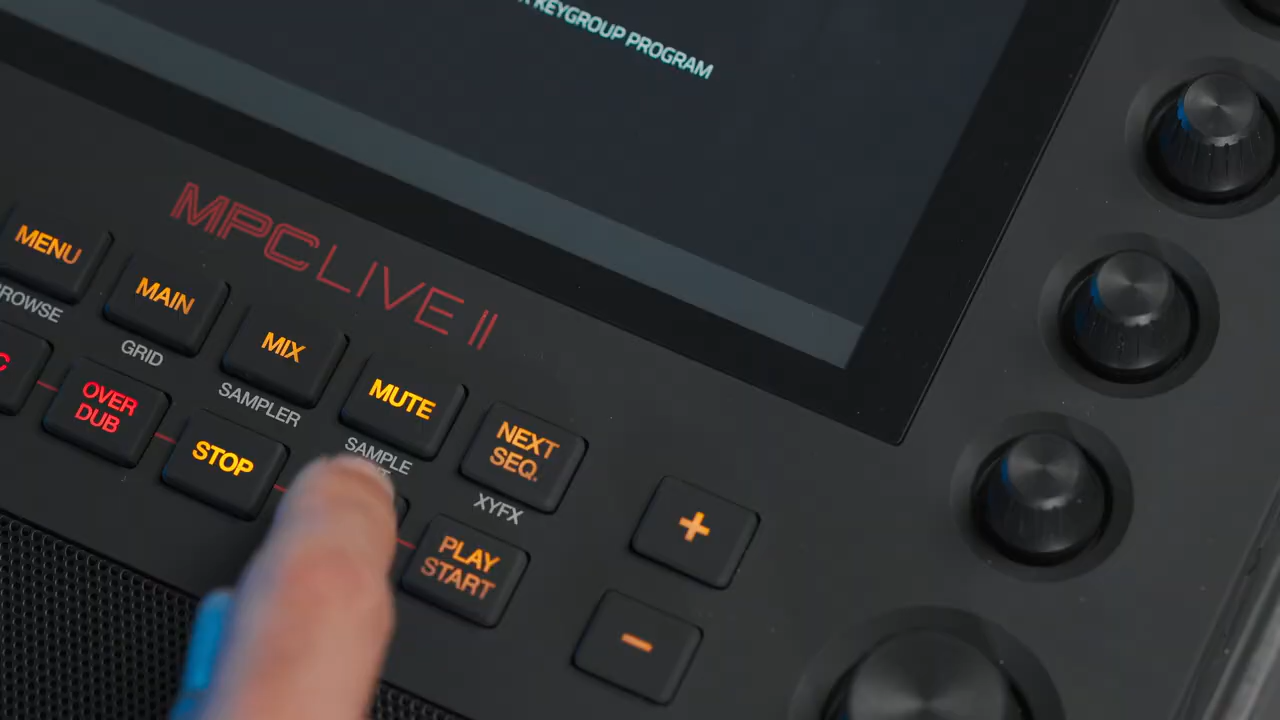 KEYGROUP PROGRAM
MPC LIVE II
MENU
MAIN
MIX
MUTE
NEXT
SEQ.
GRID
SAMPLER
SAMPLE
XYFX
OVER
DUB
STOP
PLAY
START
+
−